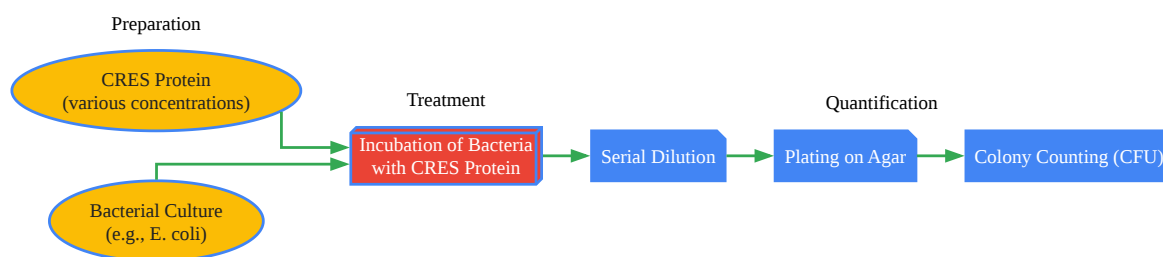 Preparation
CRES Protein
(various concentrations)
Treatment
Quantification
Incubation of Bacteria
with CRES Protein
Serial Dilution
Plating on Agar
Colony Counting (CFU)
Bacterial Culture
(e.g., E. coli)